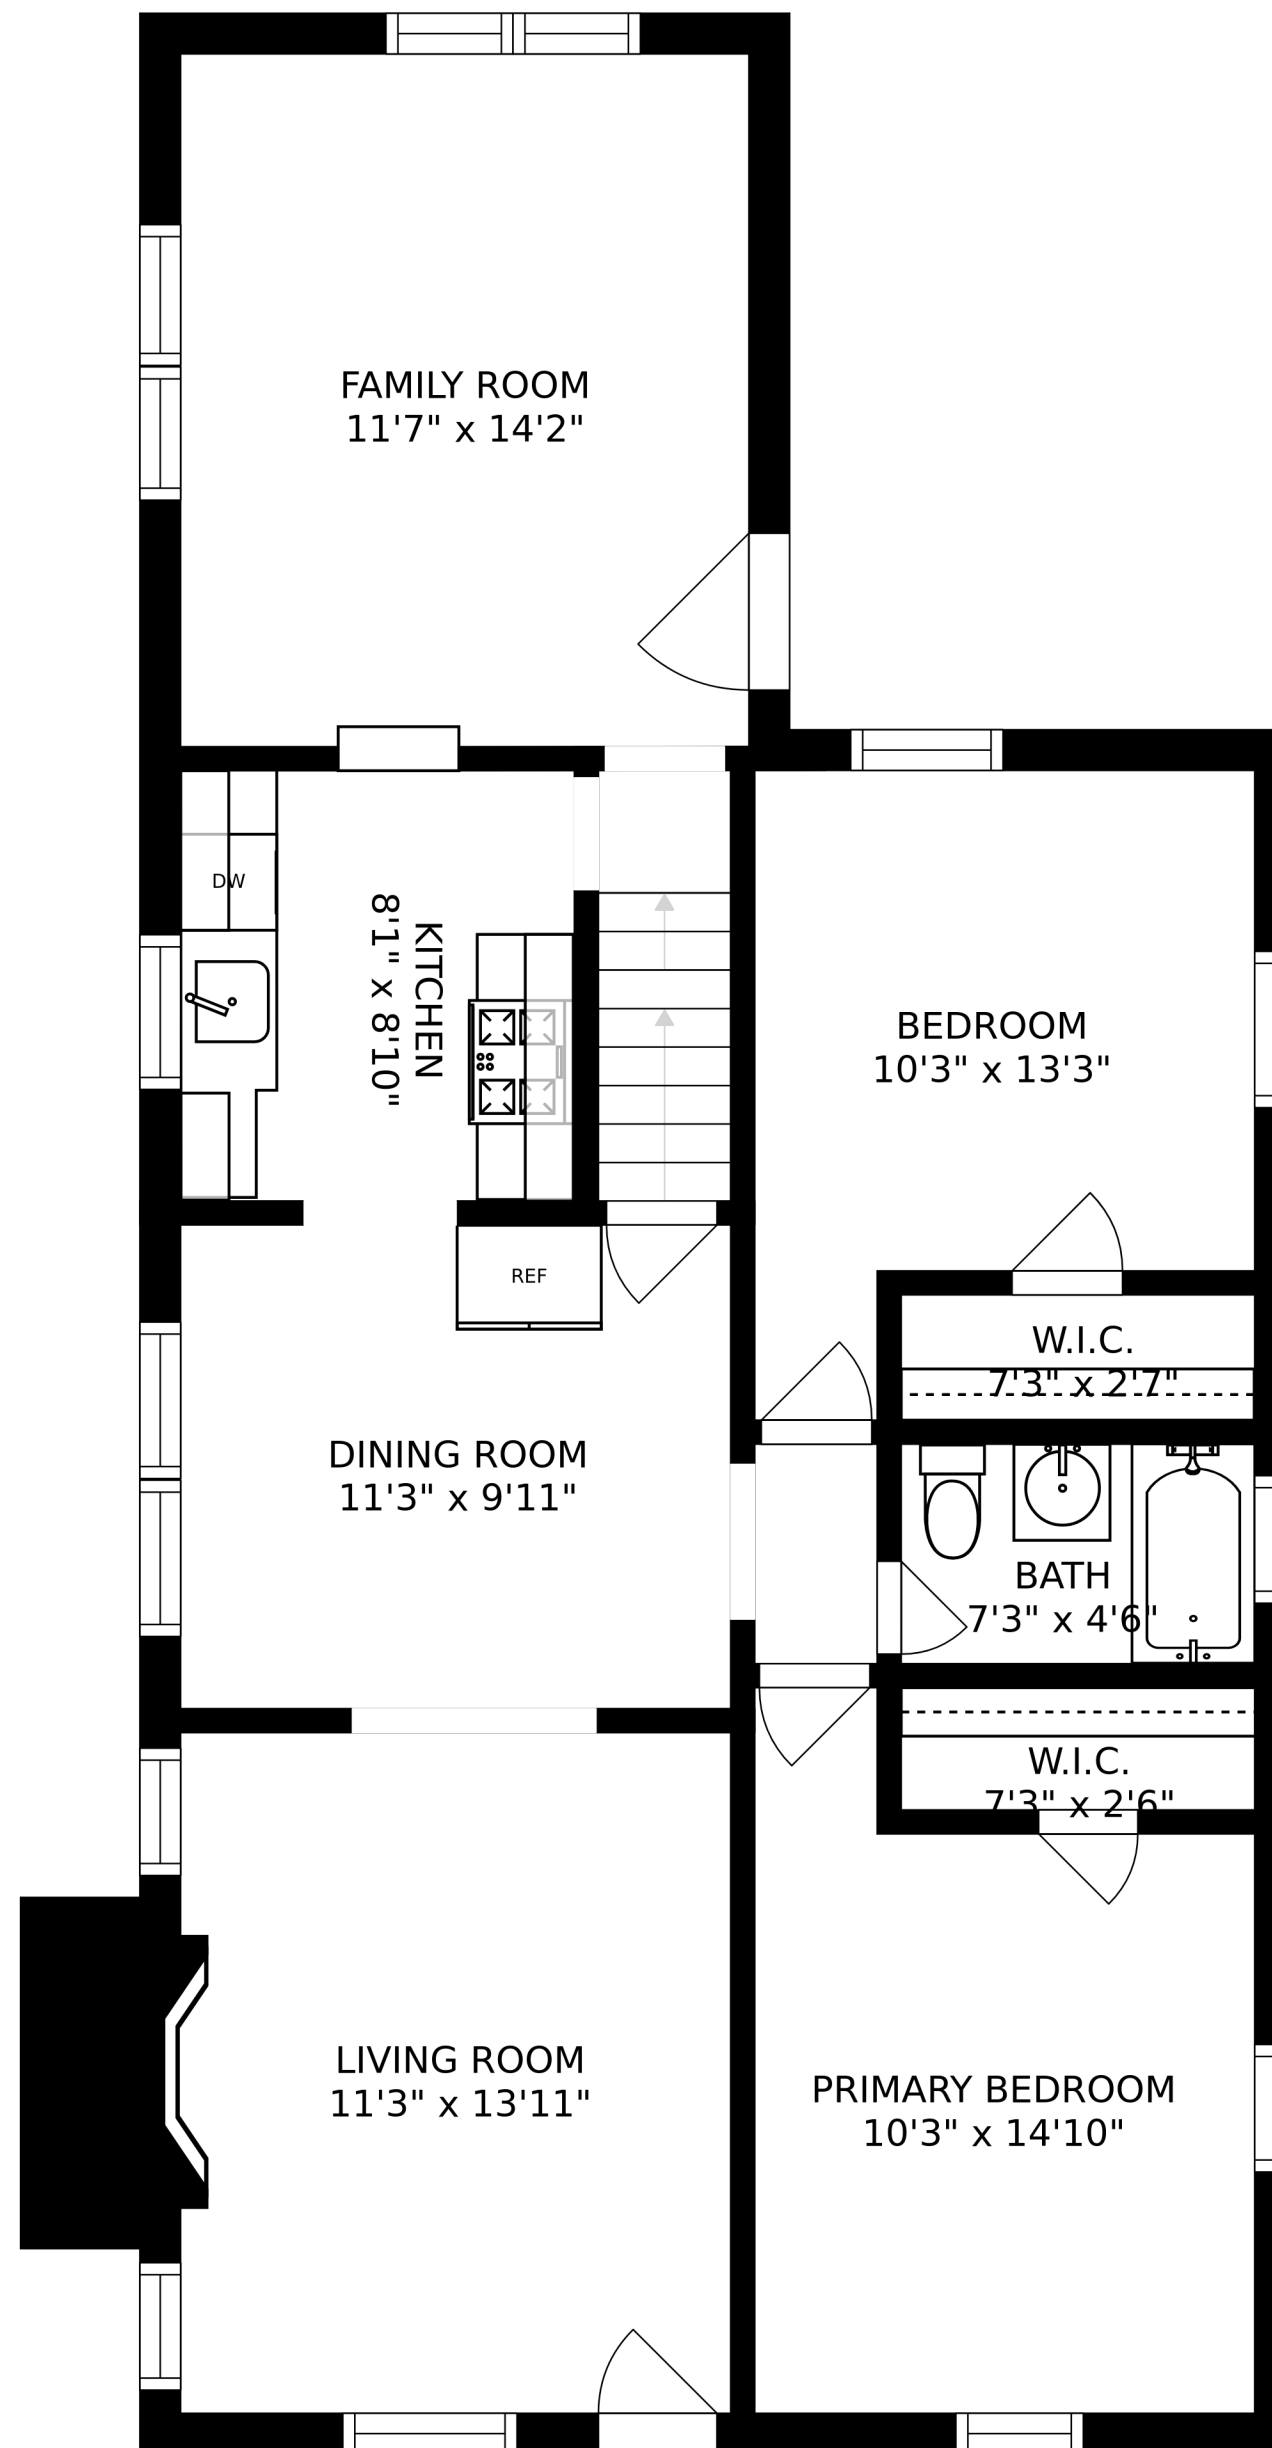 FAMILY ROOM
11'7" x 14'2"
DW
KITCHEN
8'1" x 8'10"
BEDROOM
10'3" x 13'3"
REF
W.I.C.
7'3" x 2'7"
DINING ROOM
11'3" x 9'11"
BATH
7'3" x 4'6"
W.I.C.
7'3" x 2'6"
LIVING ROOM
11'3" x 13'11"
PRIMARY BEDROOM
10'3" x 14'10"